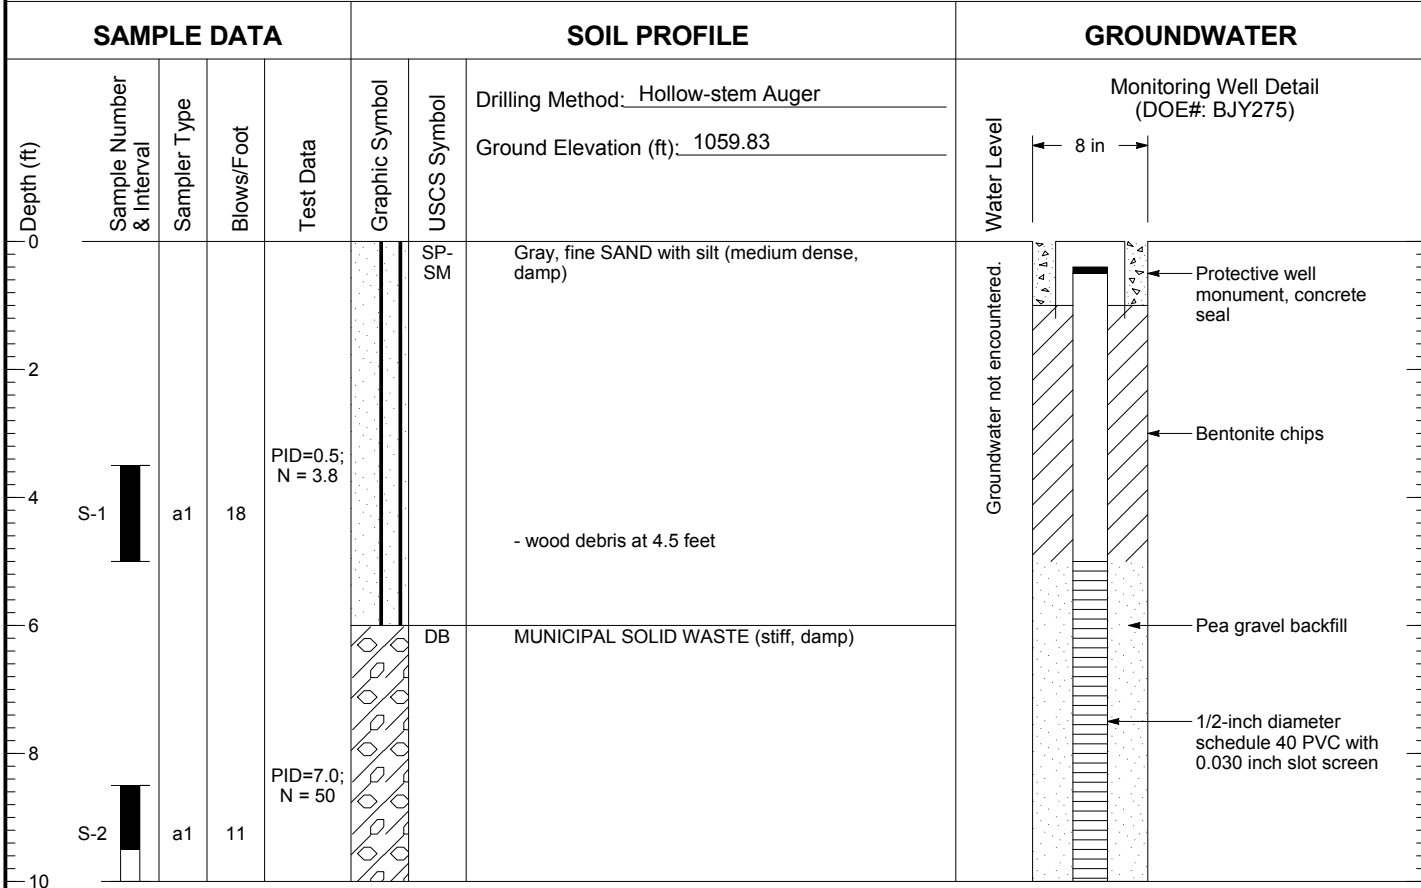 SAMPLE DATA
SOIL PROFILE
GROUNDWATER
Depth (ft)
Sample Number
& Interval
Sampler Type
Blows/Foot
Test Data
Graphic Symbol
USCS Symbol
Drilling Method: Hollow-stem Auger
Ground Elevation (ft): 1059.83
Water Level
Monitoring Well Detail
(DOE#: BJY275)
8 in
0
SP-
SM
Gray, fine SAND with silt (medium dense,
damp)
Groundwater not encountered.
Protective well
monument, concrete
seal
2
Bentonite chips
PID=0.5;
N = 3.8
4
S-1
a1
18
- wood debris at 4.5 feet
6
DB
MUNICIPAL SOLID WASTE (stiff, damp)
Pea gravel backfill
1/2-inch diameter
schedule 40 PVC with
0.030 inch slot screen
8
PID=7.0;
N = 50
S-2
a1
11
10